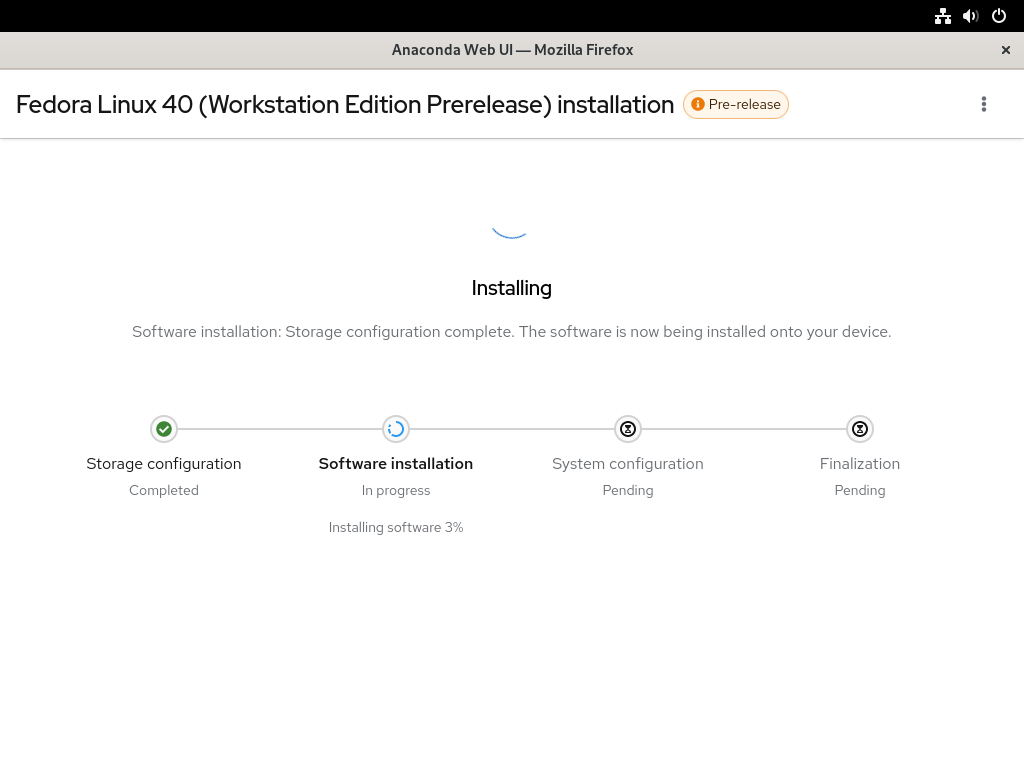 Anaconda Web UI — Mozilla Firefox
Fedora Linux 40 (Workstation Edition Prerelease) installation
Pre-release
Installing
Software installation: Storage configuration complete. The software is now being installed onto your device.
Storage configuration
Completed
Software installation
In progress
Installing software 3%
System configuration
Pending
Finalization
Pending